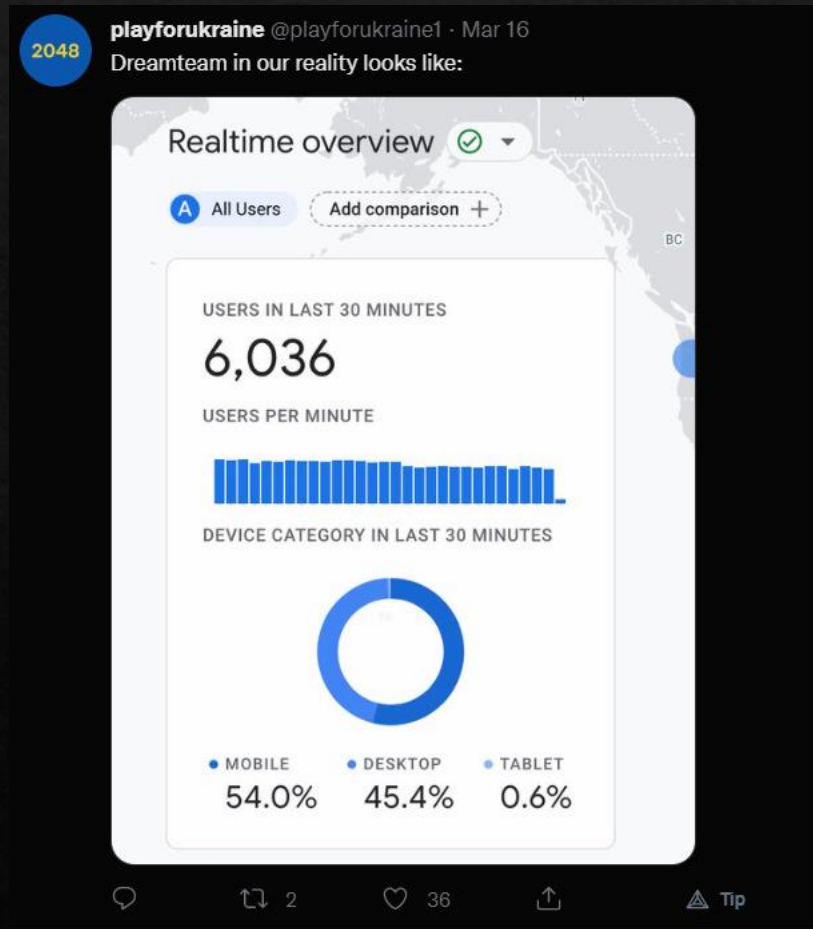 2048
playforukraine @playforukraine1 · Mar 16
Dreamteam in our reality looks like:
Realtime overview
A All Users
Add comparison +
BC
USERS IN LAST 30 MINUTES
6,036
USERS PER MINUTE
DEVICE CATEGORY IN LAST 30 MINUTES
MOBILE DESKTOP TABLET
54.0% 45.4% 0.6%
2 36 Tip